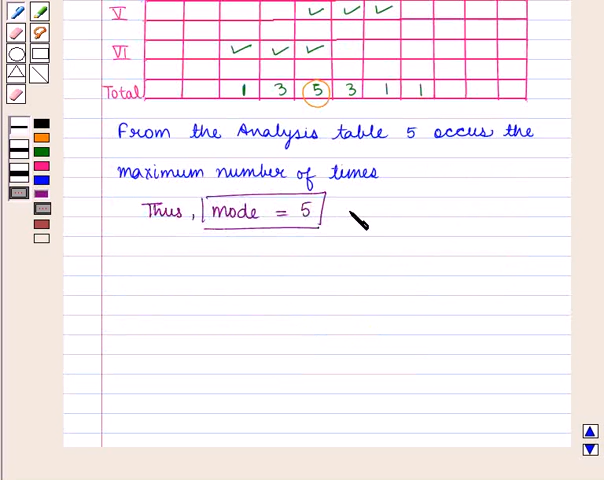 V ✓ ✓ ✓
VI ✓ ✓ ✓
Total 1 3 5 3 1 1
From the Analysis table 5 occus the
maximum number of times
Thus, mode = 5